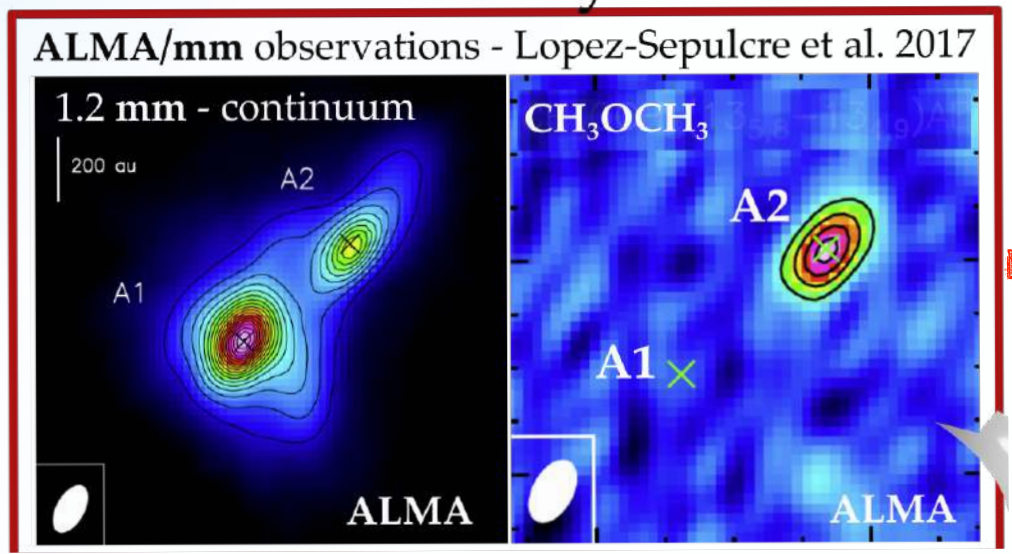 ALMA/mm observations - Lopez-Sepulcre et al. 2017
1.2 mm - continuum
200 au
A2
A1
ALMA
CH₃OCH₃
A2
A1
ALMA